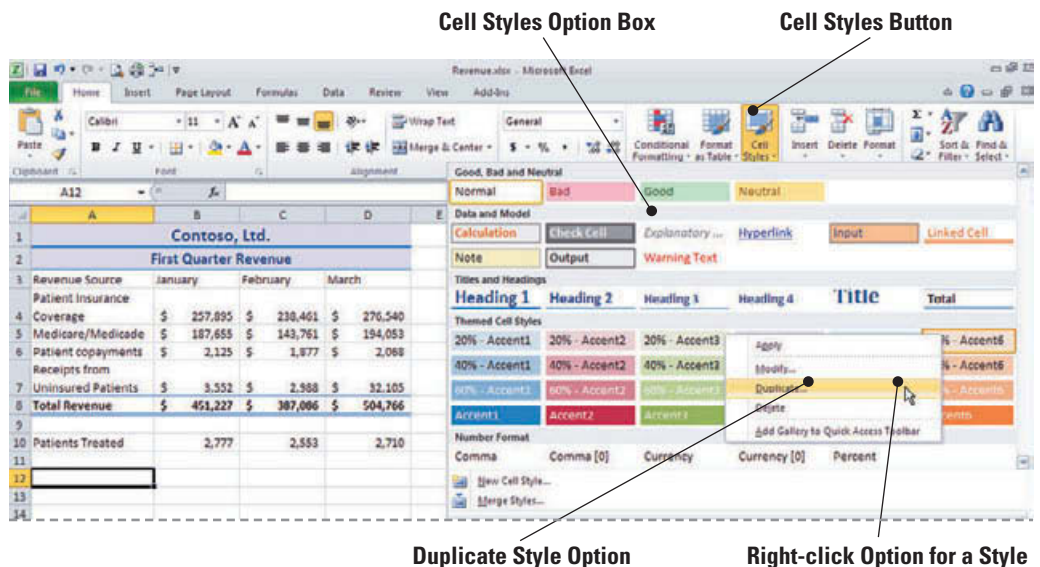 Cell Styles Option Box Cell Styles Button
Revenue.xlsx - Microsoft Excel
File Home Insert Page Layout Formulas Data Review View Add-Ins
Calibri 11 A A Wrap Text General
Paste B I U A Merge & Center $ % Conditional Formatting Format as Table Cell Styles Insert Delete Format Sort & Filter Find & Select
Clipboard Font Alignment
A12 fx
A B C D E
1 Contoso, Ltd.
2 First Quarter Revenue
3 Revenue Source January February March
Patient Insurance
4 Coverage $ 257,895 $ 238,461 $ 276,540
5 Medicare/Medicade $ 187,655 $ 143,761 $ 194,053
6 Patient copayments $ 2,125 $ 1,877 $ 2,068
Receipts from
7 Uninsured Patients $ 3,552 $ 2,988 $ 32,105
8 Total Revenue $ 451,227 $ 387,086 $ 504,766
9
10 Patients Treated 2,777 2,553 2,710
11
12
13
14
Good, Bad and Neutral
Normal Bad Good Neutral
Data and Model
Calculation Check Cell Explanatory ... Hyperlink Input Linked Cell
Note Output Warning Text
Titles and Headings
Heading 1 Heading 2 Heading 3 Heading 4 Title Total
Themed Cell Styles
20% - Accent1 20% - Accent2 20% - Accent3 % - Accent6
40% - Accent1 40% - Accent2 40% - Accent3 % - Accent6
60% - Accent1 60% - Accent2 60% - Accent3 % - Accent6
Accent1 Accent2 Accent3 Accent6
Apply
Modify...
Duplicate...
Delete
Add Gallery to Quick Access Toolbar
Number Format
Comma Comma [0] Currency Currency [0] Percent
New Cell Style...
Merge Styles...
Duplicate Style Option Right-click Option for a Style